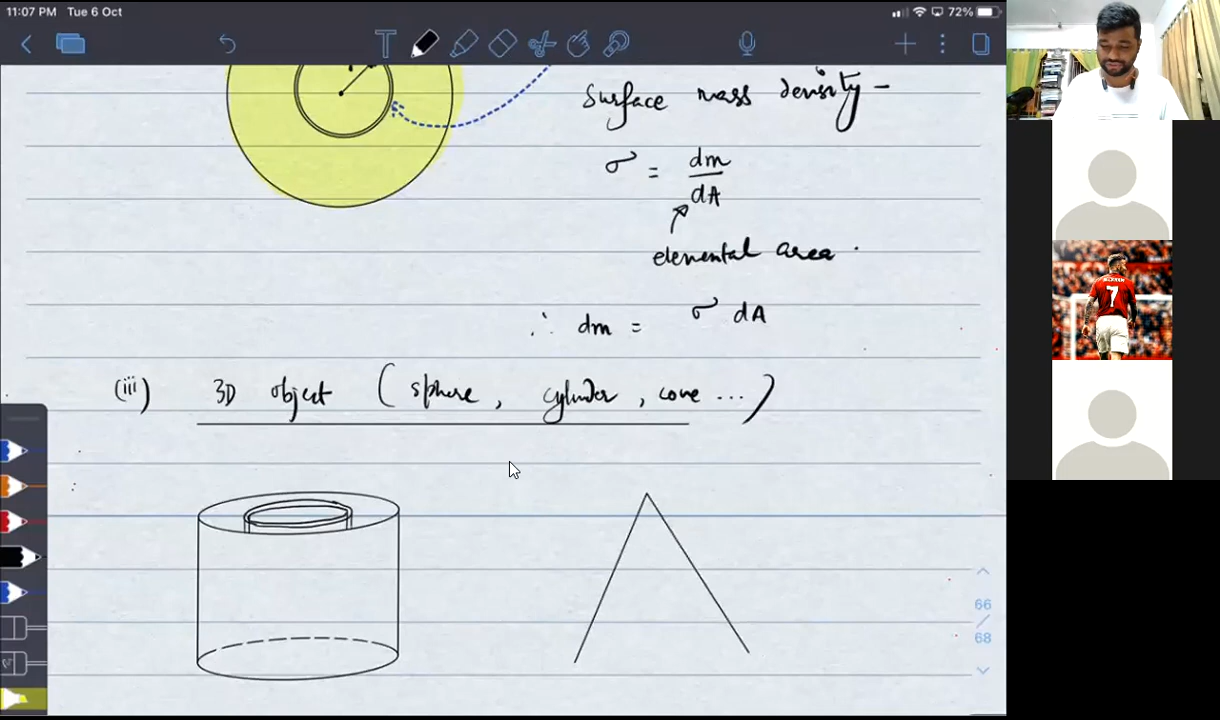 11:07 PM Tue 6 Oct
72%
Surface mass density -
σ = dm
dA
elemental area .
∴ dm = σ dA
(iii) 3D object ( sphere, cylinder, cone ... )
66
/
68
7